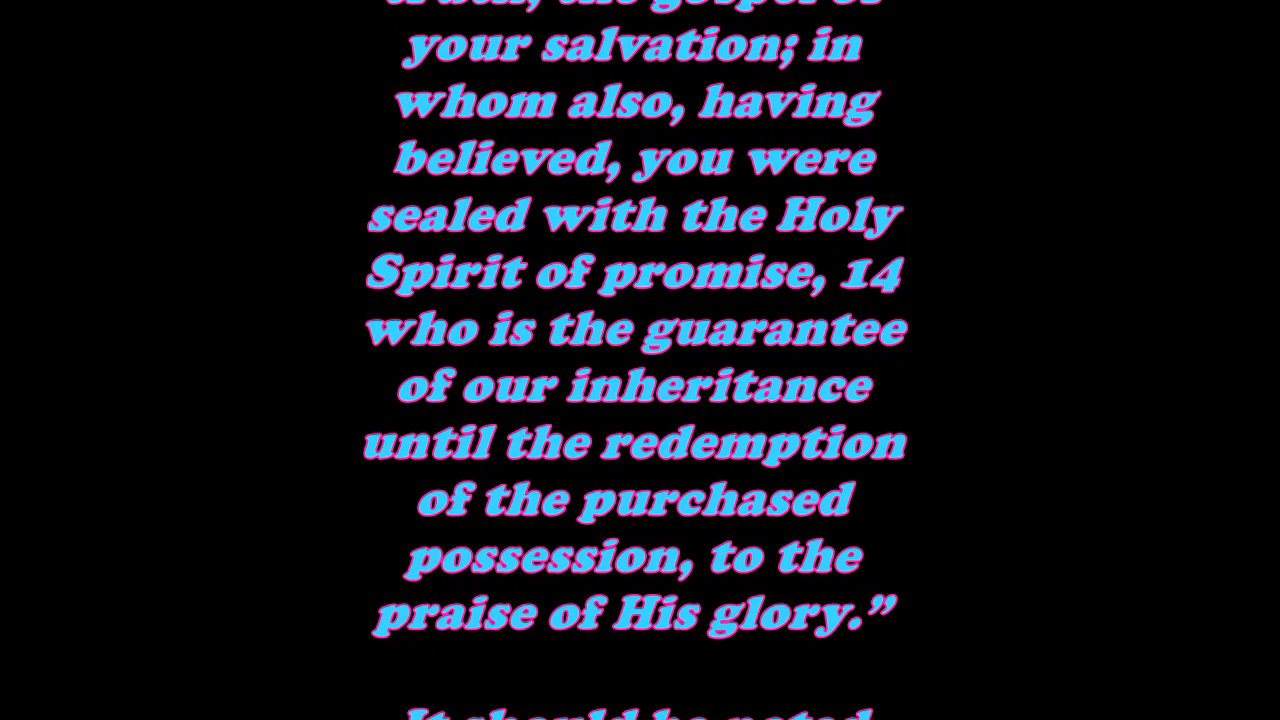 truth, the gospel of
your salvation; in
whom also, having
believed, you were
sealed with the Holy
Spirit of promise, 14
who is the guarantee
of our inheritance
until the redemption
of the purchased
possession, to the
praise of His glory.”
It should be noted